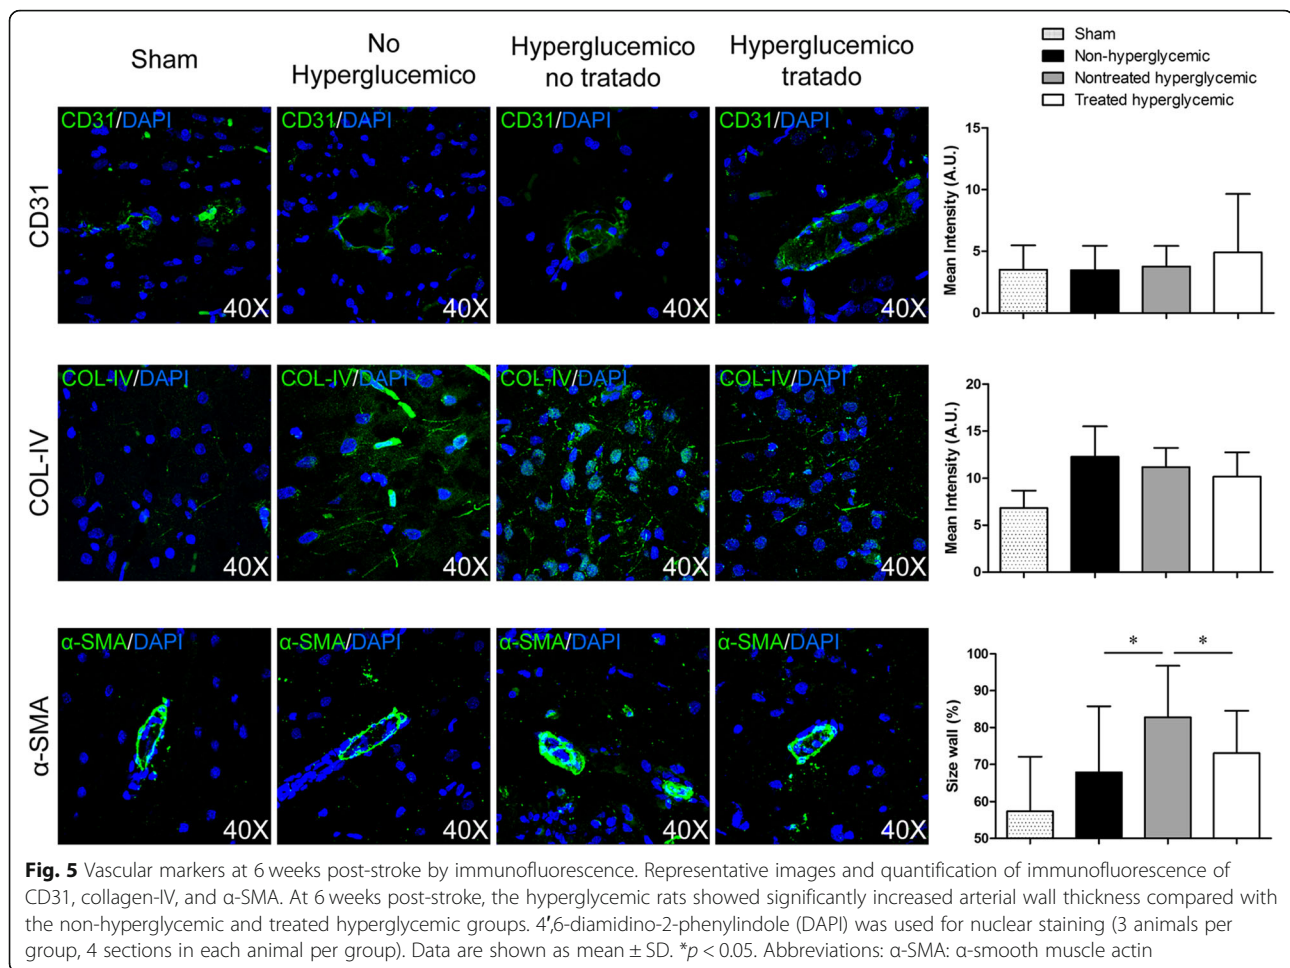 Sham
No
Hyperglucemico
Hyperglucemico
no tratado
Hyperglucemico
tratado
Sham
Non-hyperglycemic
Nontreated hyperglycemic
Treated hyperglycemic
CD31
CD31/DAPI
40X
CD31/DAPI
40X
CD31/DAPI
40X
CD31/DAPI
40X
Mean Intensity (A.U.)
15
10
5
0
COL-IV
COL-IV/DAPI
40X
COL-IV/DAPI
40X
COL-IV/DAPI
40X
COL-IV/DAPI
40X
Mean Intensity (A.U.)
20
15
10
5
0
α-SMA
α-SMA/DAPI
40X
α-SMA/DAPI
40X
α-SMA/DAPI
40X
α-SMA/DAPI
40X
Size wall (%)
100
90
80
70
60
50
*
*
Fig. 5 Vascular markers at 6 weeks post-stroke by immunofluorescence. Representative images and quantification of immunofluorescence of
CD31, collagen-IV, and α-SMA. At 6 weeks post-stroke, the hyperglycemic rats showed significantly increased arterial wall thickness compared with
the non-hyperglycemic and treated hyperglycemic groups. 4′,6-diamidino-2-phenylindole (DAPI) was used for nuclear staining (3 animals per
group, 4 sections in each animal per group). Data are shown as mean ± SD. *p < 0.05. Abbreviations: α-SMA: α-smooth muscle actin